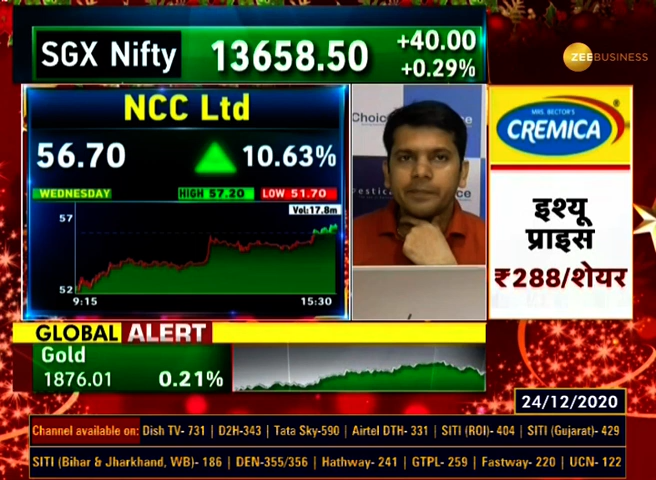 SGX Nifty 13658.50 +40.00
+0.29%
ZEE BUSINESS
NCC Ltd
56.70 10.63%
WEDNESDAY HIGH 57.20 LOW 51.70
Vol:17.8m
57
52
9:15 15:30
Choice
MRS. BECTOR'S
CREMICA
इश्यू
प्राइस
₹288/शेयर
GLOBAL ALERT
Gold
1876.01 0.21%
24/12/2020
Channel available on: Dish TV- 731 | D2H-343 | Tata Sky-590 | Airtel DTH- 331 | SITI (ROI)- 404 | SITI (Gujarat)- 429
SITI (Bihar & Jharkhand, WB)- 186 | DEN-355/356 | Hathway- 241 | GTPL- 259 | Fastway- 220 | UCN- 122